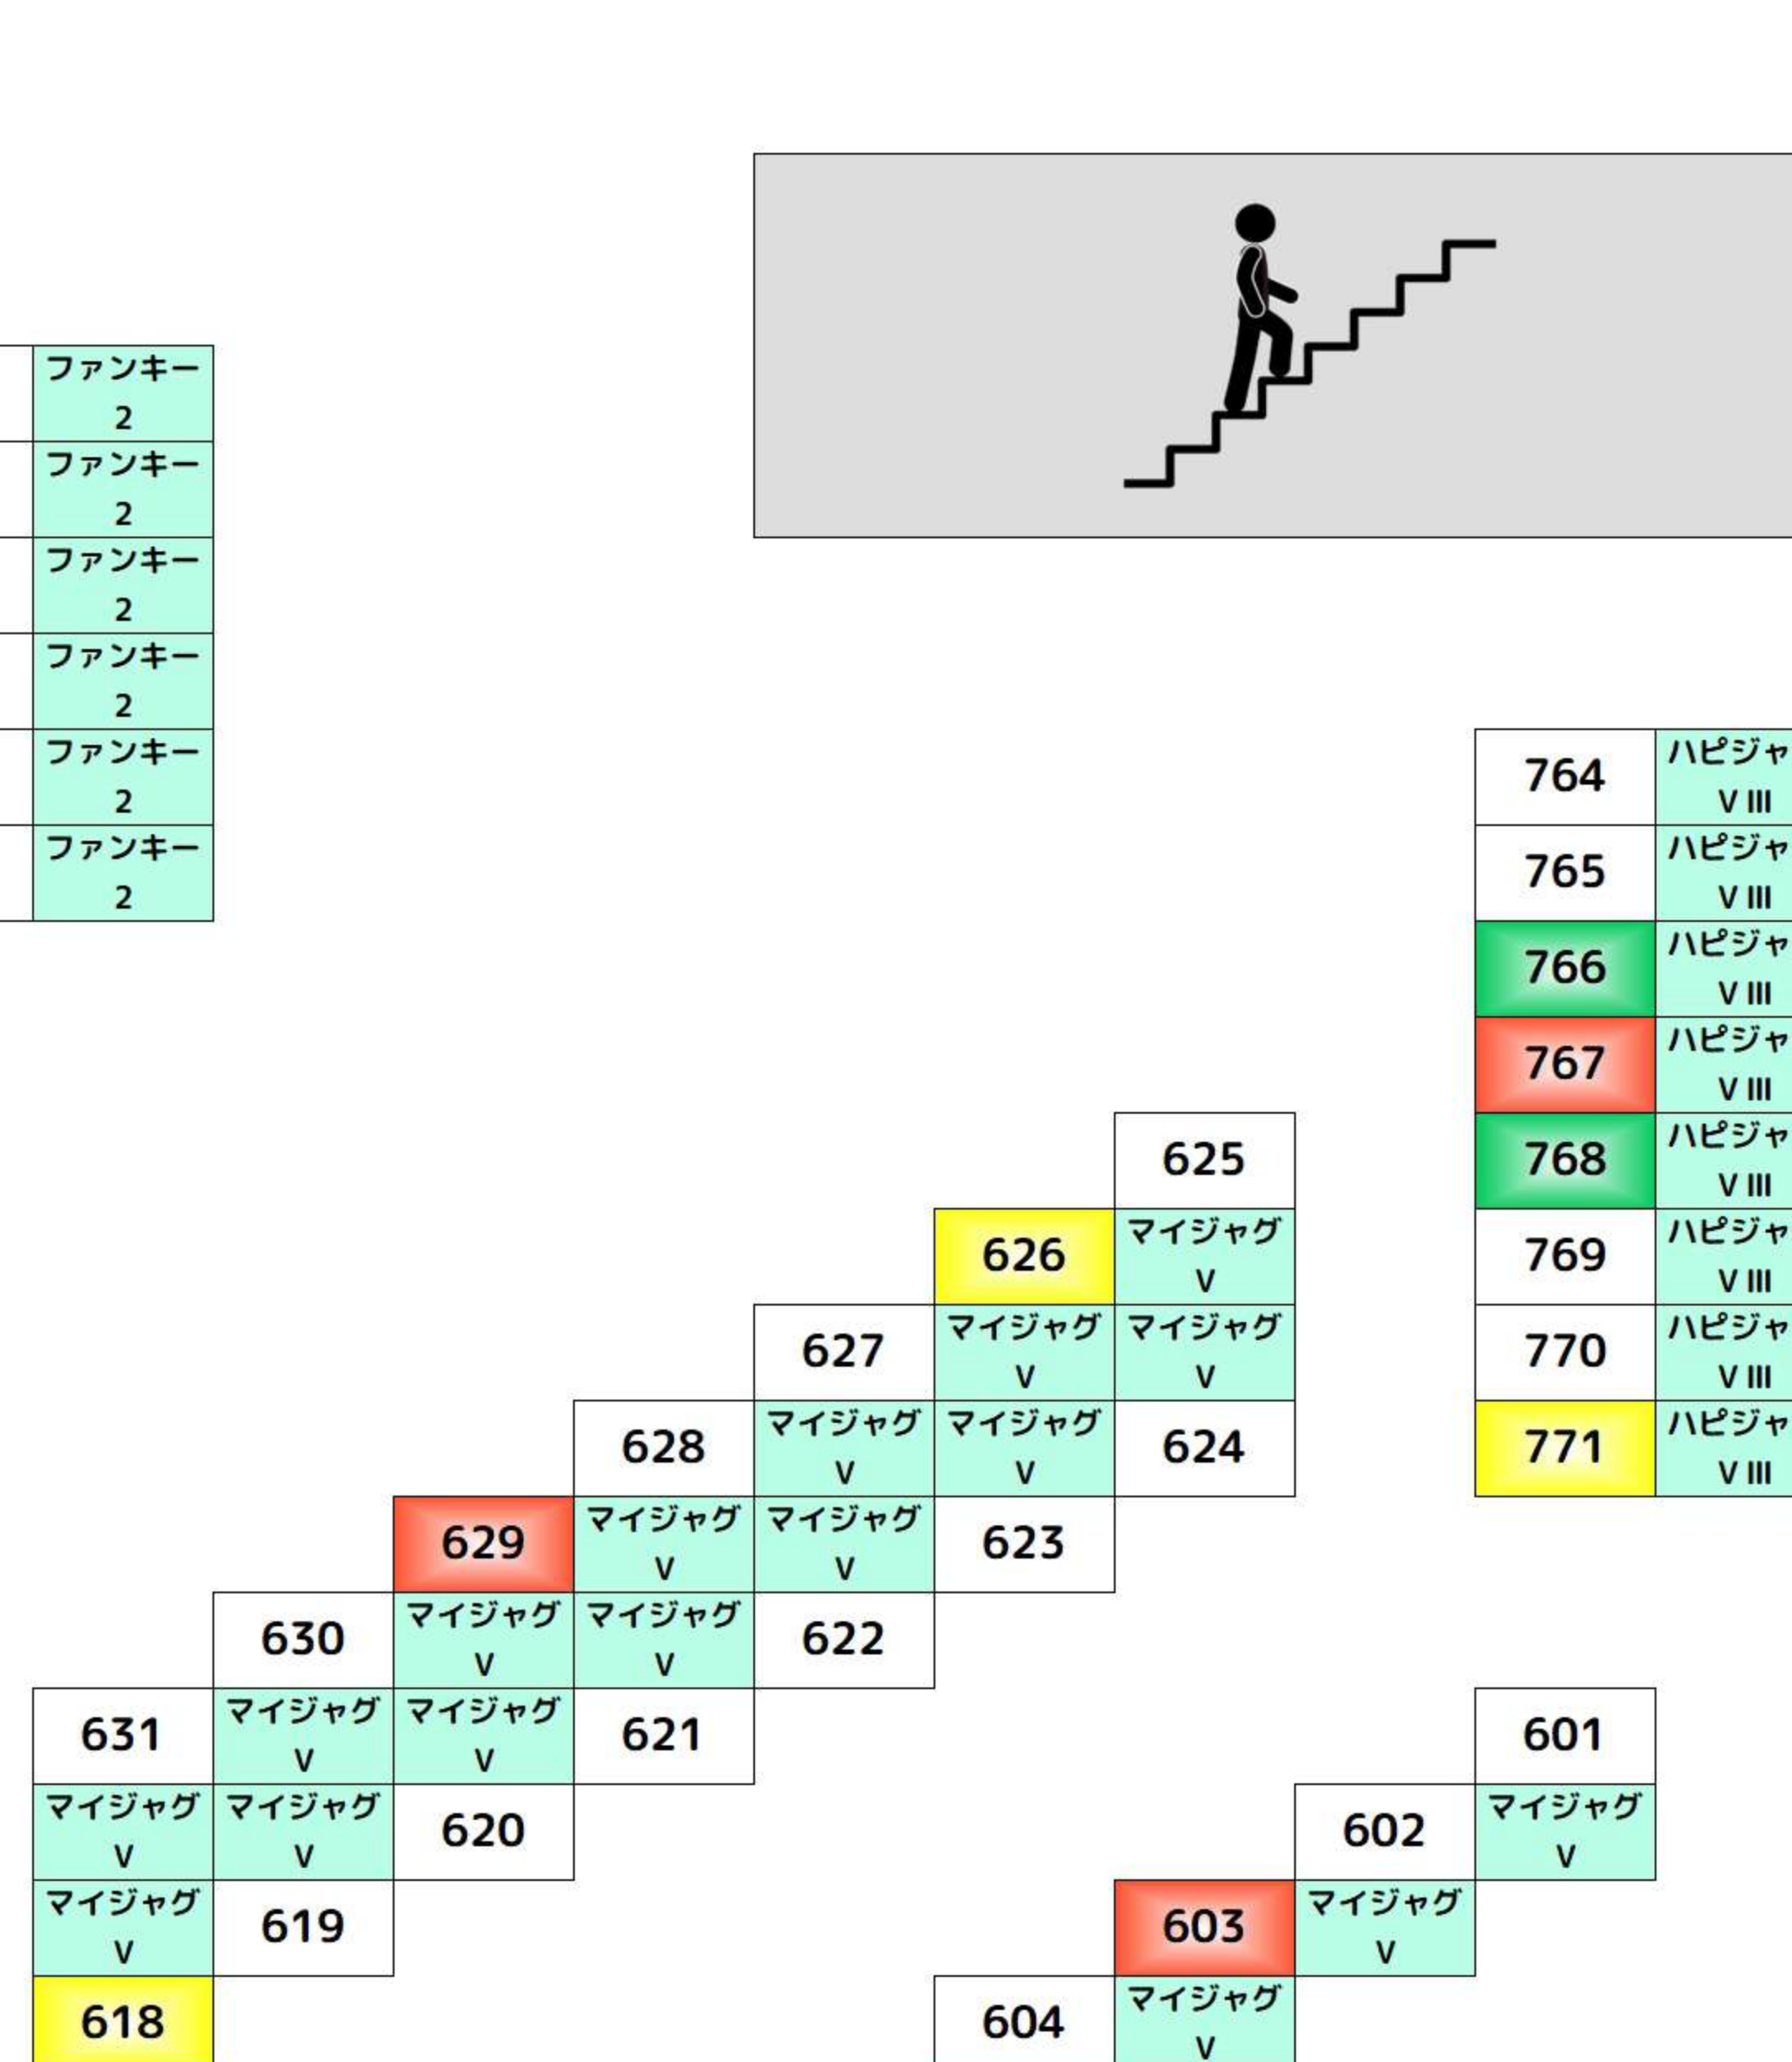 ファンキー
2
ファンキー
2
ファンキー
2
ファンキー
2
ファンキー
2
ファンキー
2
764
ハピジャ
V III
765
ハピジャ
V III
766
ハピジャ
V III
767
ハピジャ
V III
768
ハピジャ
V III
769
ハピジャ
V III
770
ハピジャ
V III
771
ハピジャ
V III
625
626
マイジャグ
V
627
マイジャグ
V
マイジャグ
V
628
マイジャグ
V
マイジャグ
V
624
629
マイジャグ
V
マイジャグ
V
623
630
マイジャグ
V
マイジャグ
V
622
631
マイジャグ
V
マイジャグ
V
621
マイジャグ
V
マイジャグ
V
620
マイジャグ
V
619
618
601
602
マイジャグ
V
603
マイジャグ
V
604
マイジャグ
V